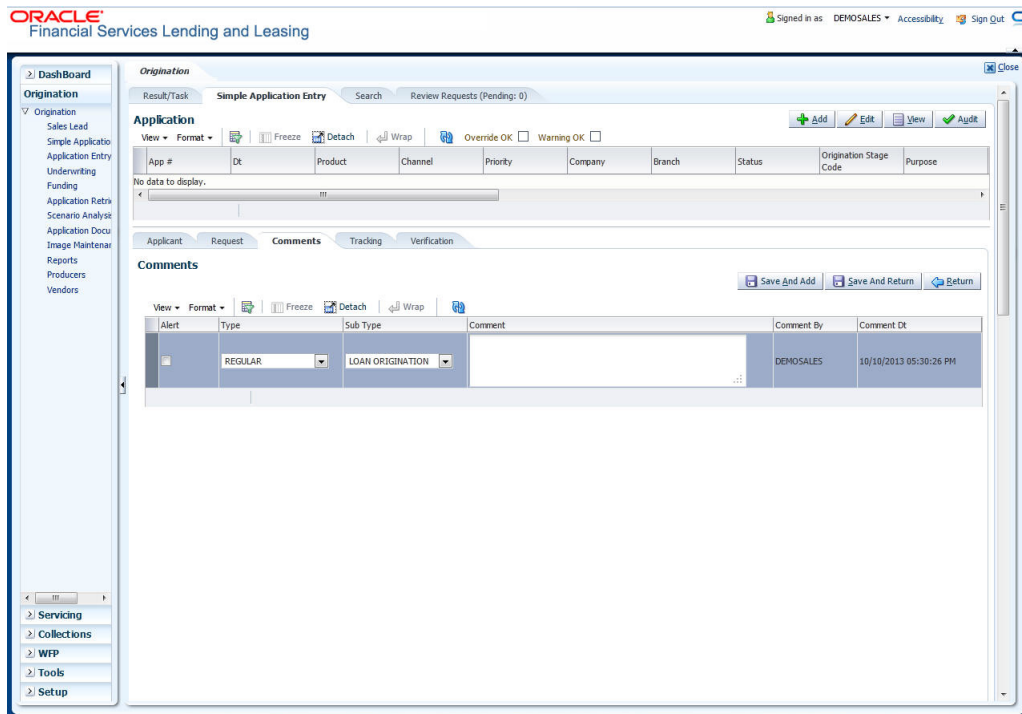 ORACLE
Financial Services Lending and Leasing
Signed in as DEMOSALES Accessibility Sign Out
Close
DashBoard
Origination
Origination
Sales Lead
Simple Applicatio
Application Entry
Underwriting
Funding
Application Retri
Scenario Analysis
Application Docu
Image Maintenan
Reports
Producers
Vendors
Servicing
Collections
WFP
Tools
Setup
Origination
Result/Task Simple Application Entry Search Review Requests (Pending: 0)
Application
Add Edit View Audit
View Format Freeze Detach Wrap Override OK Warning OK
App # Dt Product Channel Priority Company Branch Status Origination Stage Code Purpose
No data to display.
Applicant Request Comments Tracking Verification
Comments
Save And Add Save And Return Return
View Format Freeze Detach Wrap
Alert Type Sub Type Comment Comment By Comment Dt
REGULAR LOAN ORIGINATION DEMOSALES 10/10/2013 05:30:26 PM